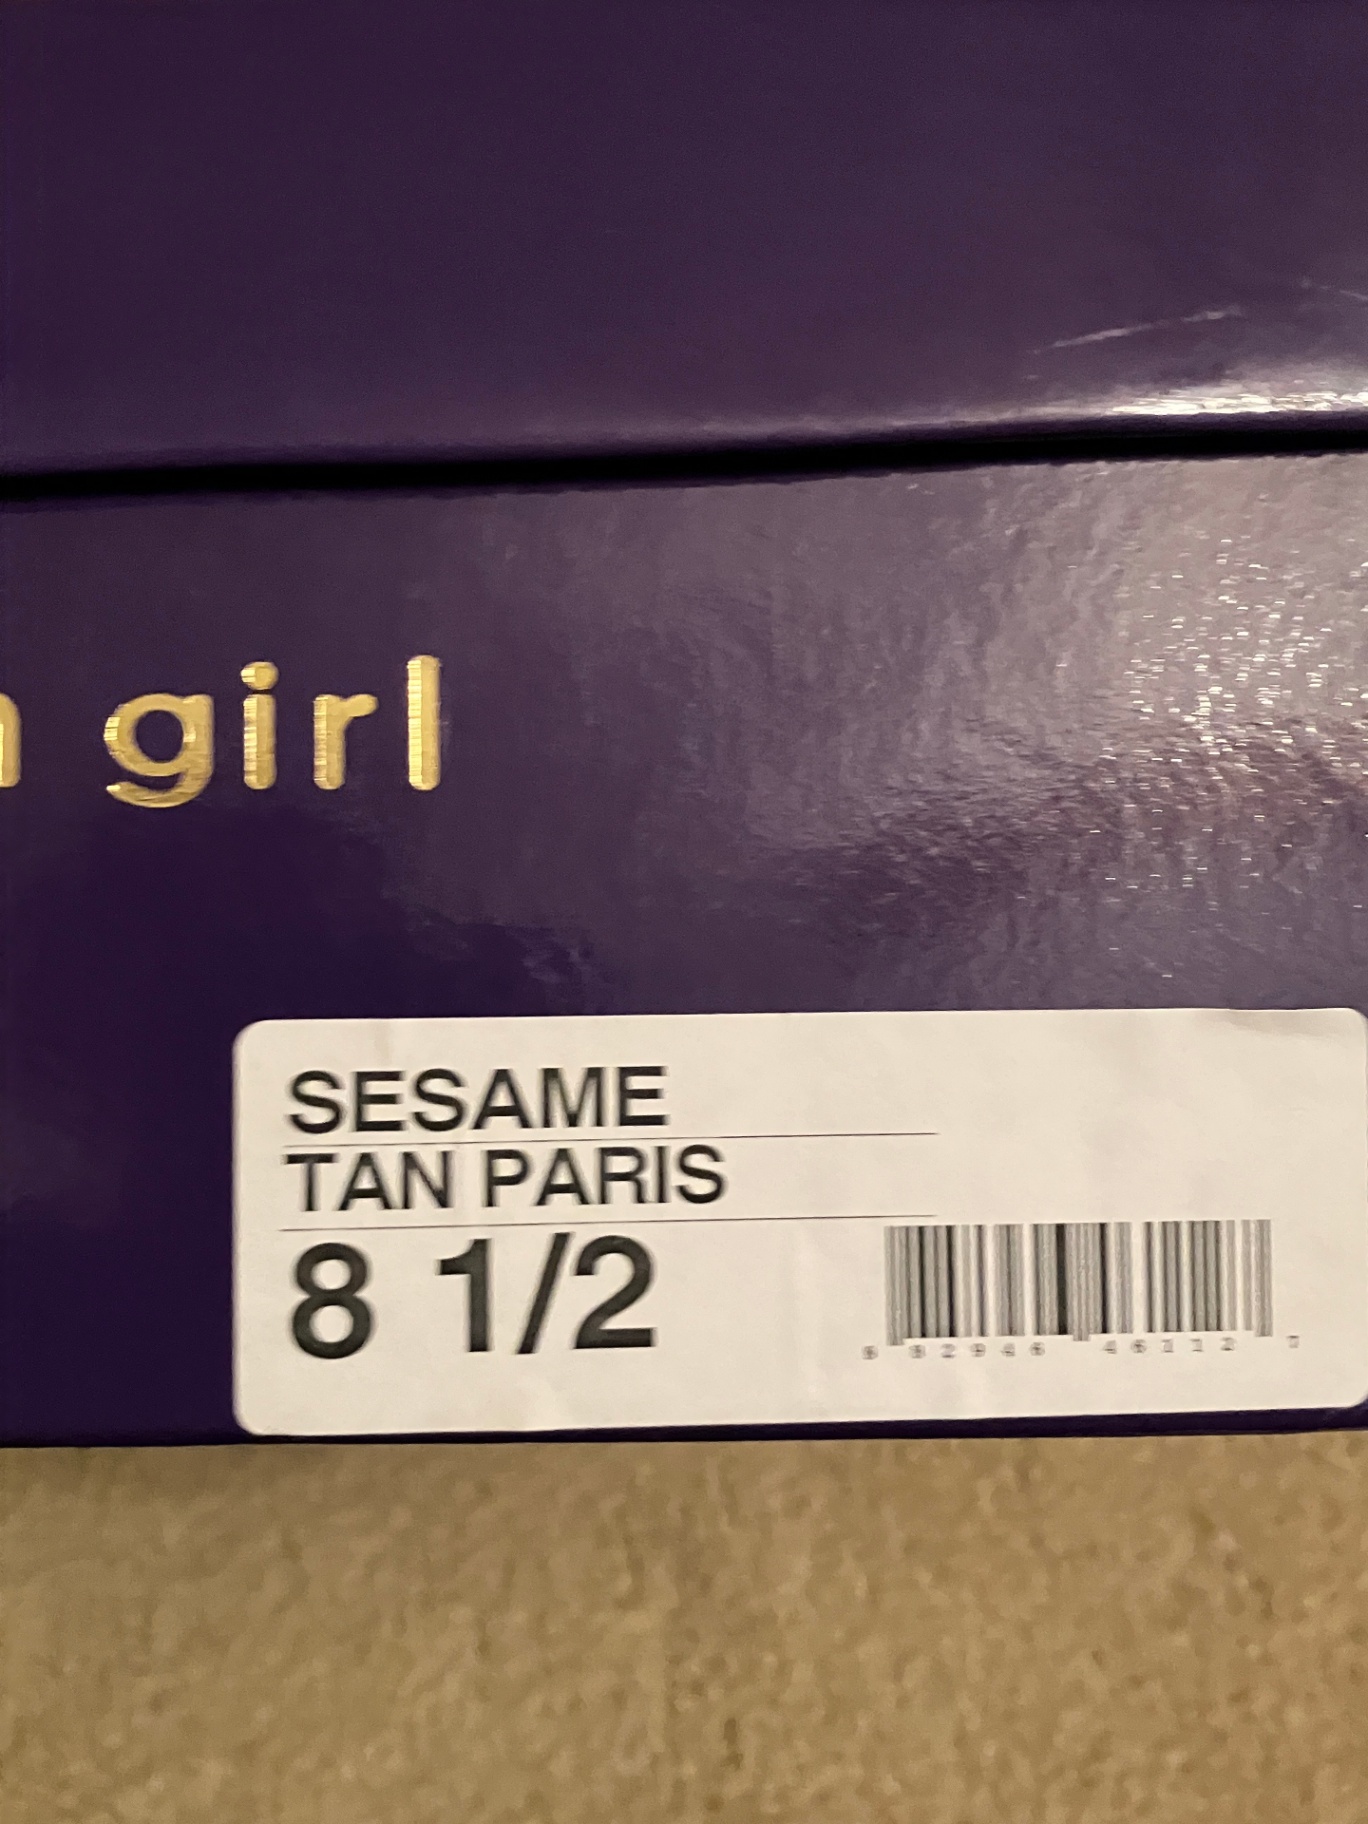 girl
SESAME
TAN PARIS
8 1/2